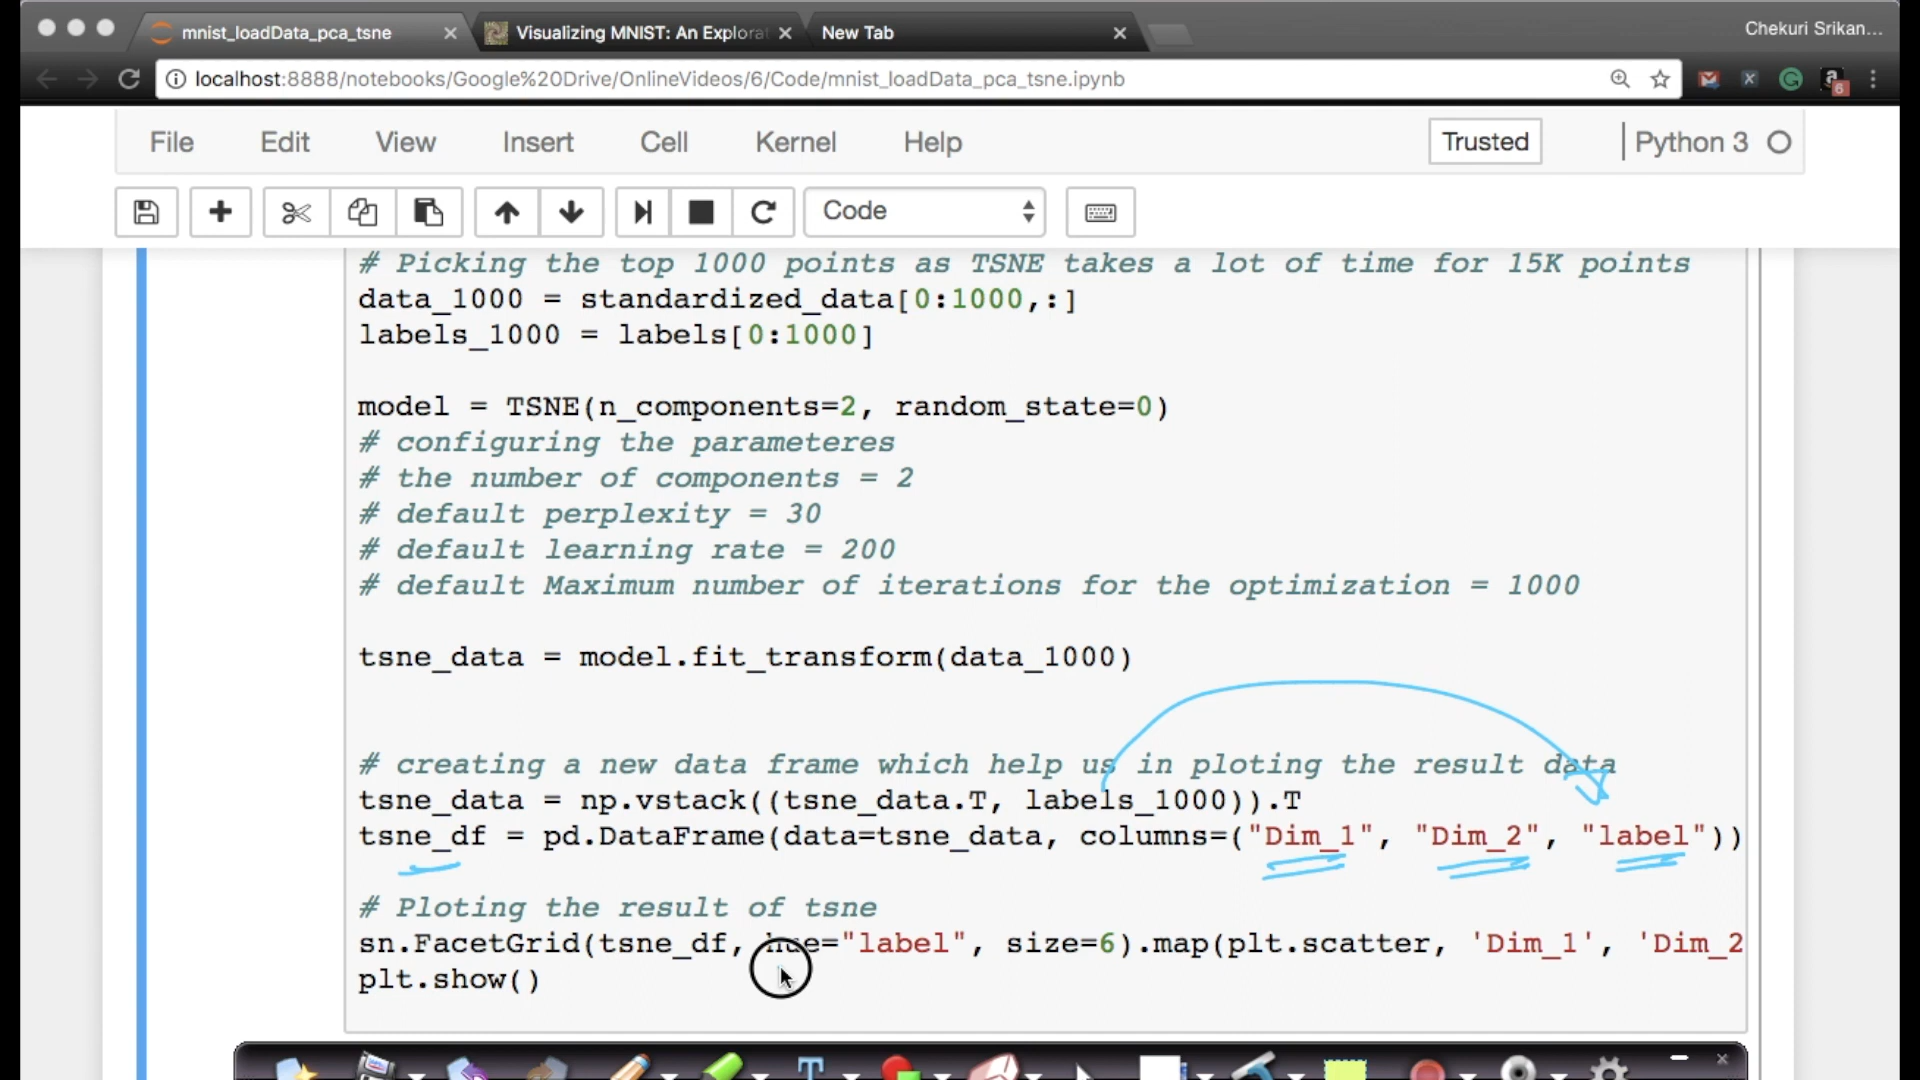 mnist_loadData_pca_tsne
Visualizing MNIST: An Explorat
New Tab
Chekuri Srikan...
localhost:8888/notebooks/Google%20Drive/OnlineVideos/6/Code/mnist_loadData_pca_tsne.ipynb
6
File Edit View Insert Cell Kernel Help
Trusted
Python 3
Code
# Picking the top 1000 points as TSNE takes a lot of time for 15K points
data_1000 = standardized_data[0:1000,:]
labels_1000 = labels[0:1000]
model = TSNE(n_components=2, random_state=0)
# configuring the parameteres
# the number of components = 2
# default perplexity = 30
# default learning rate = 200
# default Maximum number of iterations for the optimization = 1000
tsne_data = model.fit_transform(data_1000)
# creating a new data frame which help us in ploting the result data
tsne_data = np.vstack((tsne_data.T, labels_1000)).T
tsne_df = pd.DataFrame(data=tsne_data, columns=("Dim_1", "Dim_2", "label"))
# Ploting the result of tsne
sn.FacetGrid(tsne_df, hue="label", size=6).map(plt.scatter, 'Dim_1', 'Dim_2
plt.show()